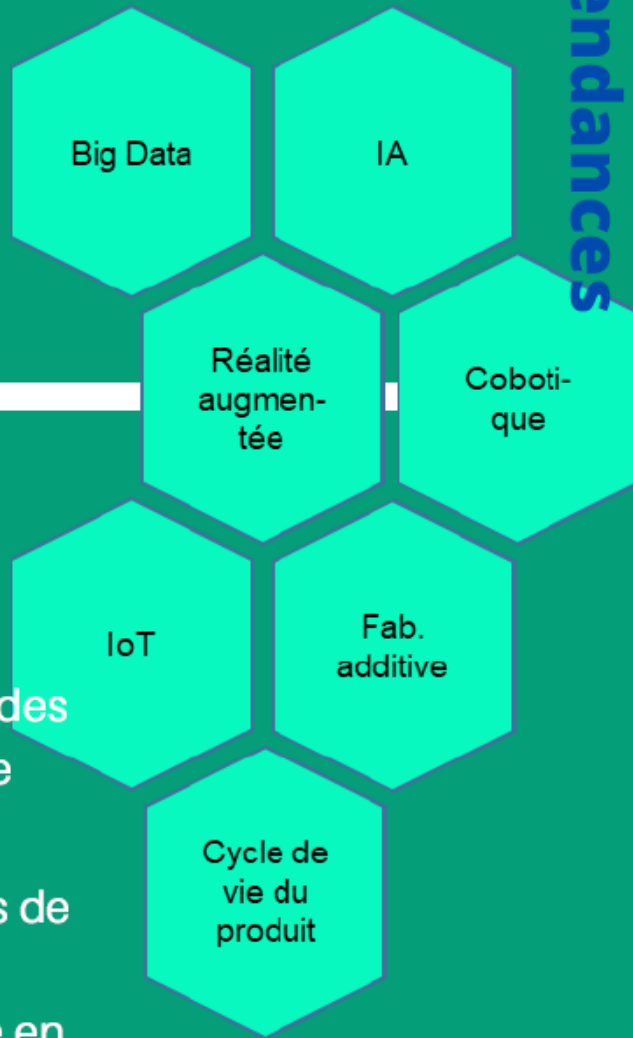 endances
Big Data
IA
Réalité
augmen-
tée
Coboti-
que
IoT
Fab.
additive
des
e
Cycle de
vie du
produit
s de
e en